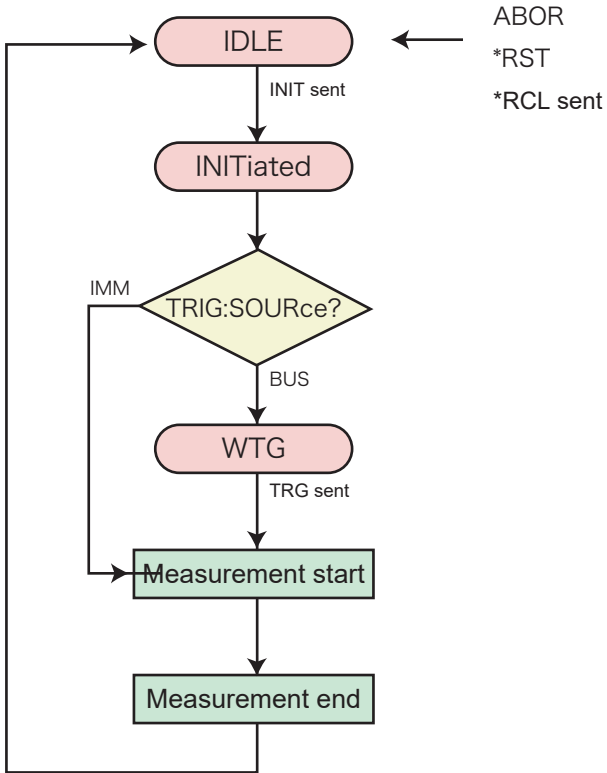 IDLE
ABOR
*RST
*RCL sent
INIT sent
INITiated
IMM
TRIG:SOURce?
BUS
WTG
TRG sent
Measurement start
Measurement end